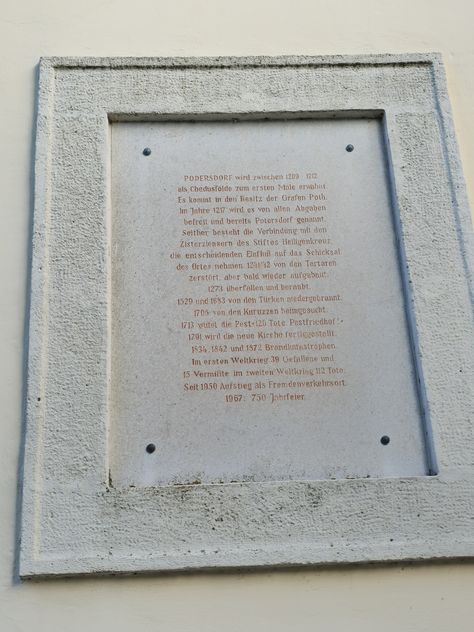 PODERSDORF wird zwischen 1209 - 1212
als Chedusfölde zum ersten Male erwähnt
Es kommt in den Besitz der Grafen Poth.
Im Jahre 1217 wird es von allen Abgaben
befreit und bereits Potersdorf genannt.
Seither besteht die Verbindung mit den
Zisterziensern des Stiftes Heiligenkreuz,
die entscheidenden Einfluß auf das Schicksal
des Ortes nehmen. 1241/42 von den Tartaren
zerstört, aber bald wieder aufgebaut.
1273 überfallen und beraubt.
1529 und 1683 von den Türken niedergebrannt.
1706 von den Kuruzzen heimgesucht.
1713 wütet die Pest-120 Tote „Pestfriedhof“
1791 wird die neue Kirche fertiggestellt.
1834, 1842 und 1872 Brandkatastrophen.
Im ersten Weltkrieg 39 Gefallene und
15 Vermißte im zweiten Weltkrieg 112 Tote.
Seit 1950 Aufstieg als Fremdenverkehrsort.
1967: 750-Jahrfeier.